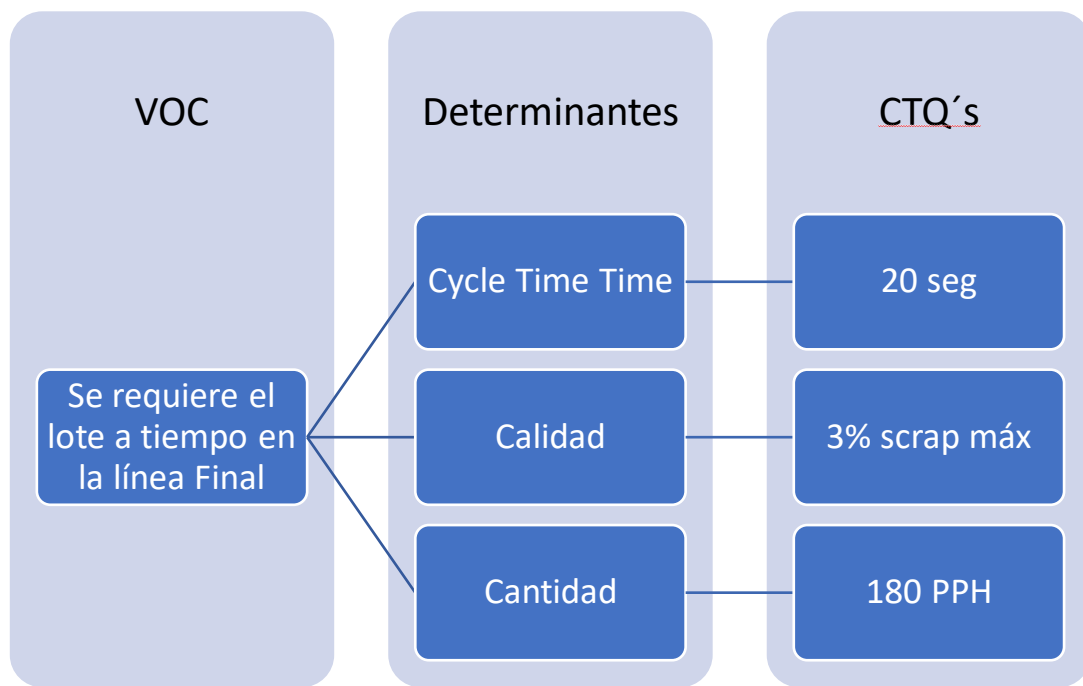 VOC
Determinantes
CTQ´s
Cycle Time Time
20 seg
Se requiere el
lote a tiempo en
la línea Final
Calidad
3% scrap máx
Cantidad
180 PPH